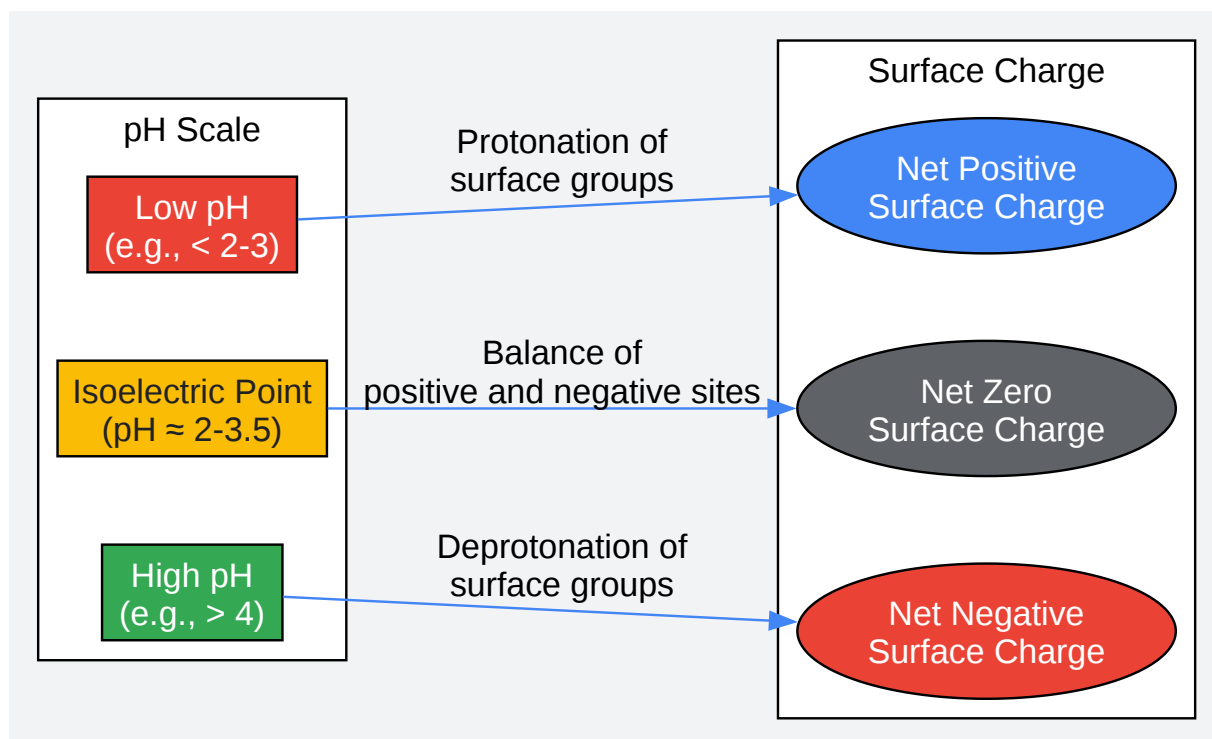 pH Scale
Low pH
(e.g., < 2-3)
Isoelectric Point
(pH ≈ 2-3.5)
High pH
(e.g., > 4)
Protonation of
surface groups
Balance of
positive and negative sites
Deprotonation of
surface groups
Surface Charge
Net Positive
Surface Charge
Net Zero
Surface Charge
Net Negative
Surface Charge